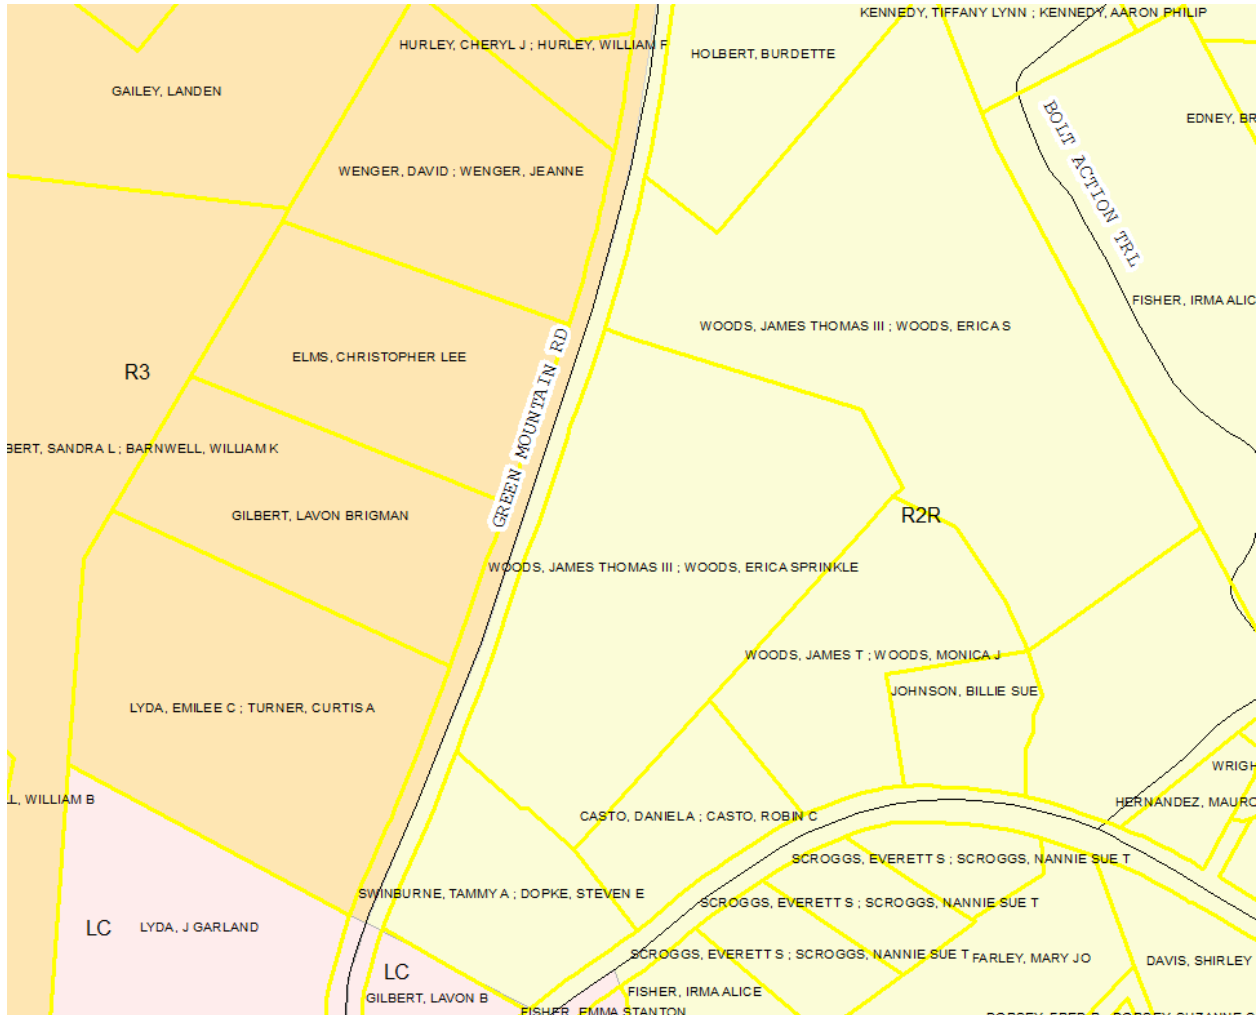 KENNEDY, TIFFANY LYNN ; KENNEDY, AARON PHILIP
HURLEY, CHERYL J ; HURLEY, WILLIAM F
HOLBERT, BURDETTE
GAILEY, LANDEN
EDNEY, BR
BOLT ACTION TRL
WENGER, DAVID ; WENGER, JEANNE
FISHER, IRMA ALIC
WOODS, JAMES THOMAS III ; WOODS, ERICA S
ELMS, CHRISTOPHER LEE
R3
GREEN MOUNTAIN RD
BERT, SANDRA L ; BARNWELL, WILLIAM K
GILBERT, LAVON BRIGMAN
R2R
WOODS, JAMES THOMAS III ; WOODS, ERICA SPRINKLE
WOODS, JAMES T ; WOODS, MONICA J
JOHNSON, BILLIE SUE
LYDA, EMILEE C ; TURNER, CURTIS A
WRIGH
LL, WILLIAM B
HERNANDEZ, MAURO
CASTO, DANIEL A ; CASTO, ROBIN C
SCROGGS, EVERETT S ; SCROGGS, NANNIE SUE T
SWINBURNE, TAMMY A ; DOPKE, STEVEN E
SCROGGS, EVERETT S ; SCROGGS, NANNIE SUE T
LC
LYDA, J GARLAND
SCROGGS, EVERETT S ; SCROGGS, NANNIE SUE T
FARLEY, MARY JO
DAVIS, SHIRLEY
LC
FISHER, IRMA ALICE
GILBERT, LAVON B
FISHER, EMMA STANTON